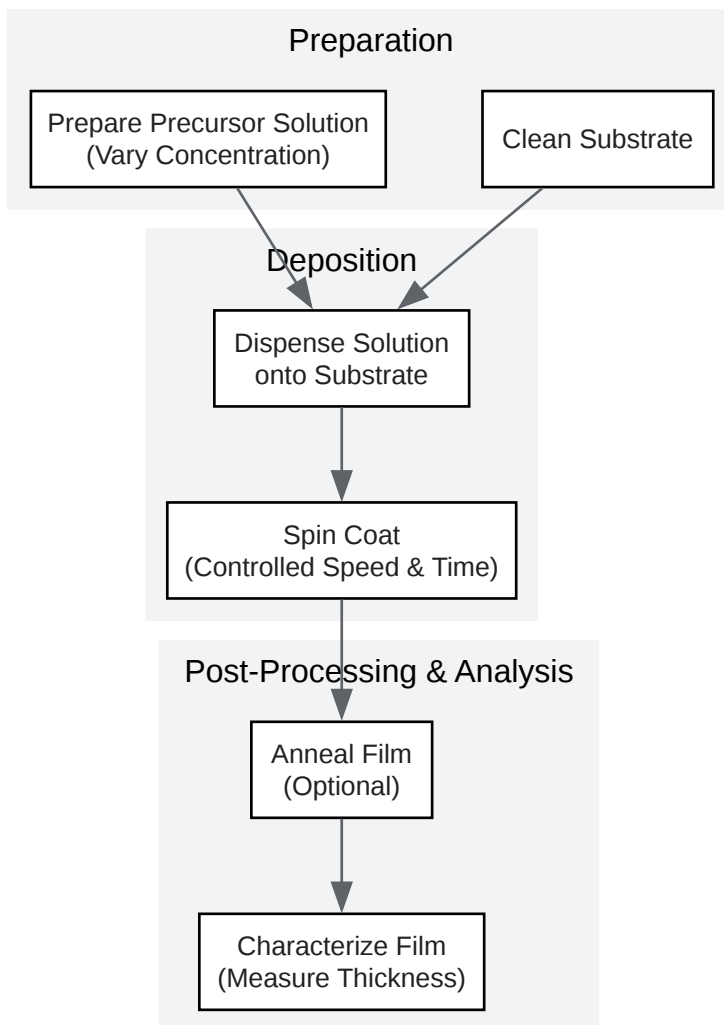 Preparation
Prepare Precursor Solution
(Vary Concentration)
Clean Substrate
Deposition
Dispense Solution
onto Substrate
Spin Coat
(Controlled Speed & Time)
Post-Processing & Analysis
Anneal Film
(Optional)
Characterize Film
(Measure Thickness)